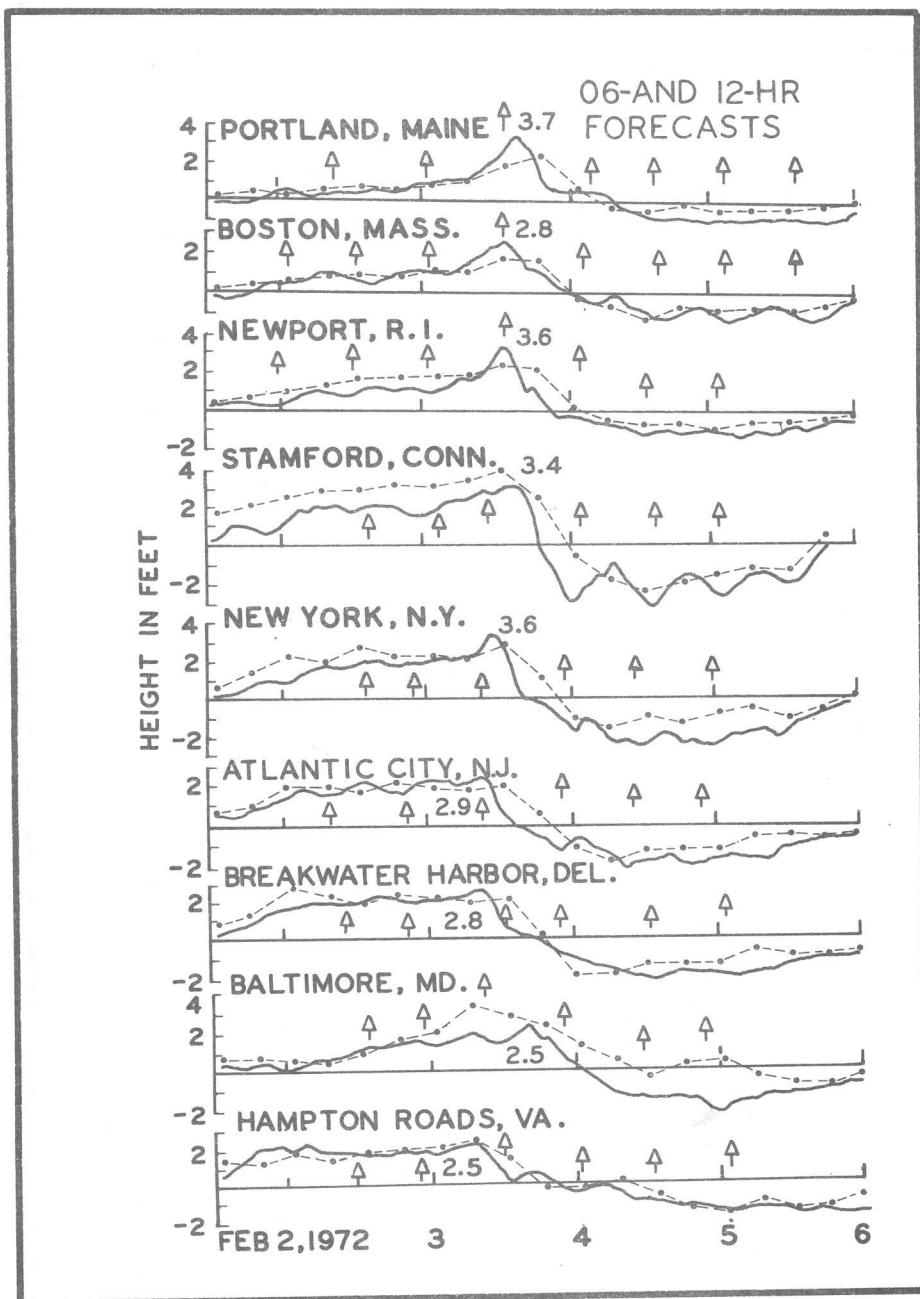 06-AND 12-HR
FORECASTS
HEIGHT IN FEET
4
PORTLAND, MAINE
3.7
2
BOSTON, MASS.
2.8
2
NEWPORT, R.I.
4
3.6
2
-2
STAMFORD, CONN.
4
3.4
2
-2
NEW YORK, N.Y.
4
3.6
2
-2
ATLANTIC CITY, N.J.
2
2.9
-2
BREAKWATER HARBOR, DEL.
2
2.8
-2
BALTIMORE, MD.
4
2
2.5
-2
HAMPTON ROADS, VA.
2
2.5
-2
FEB 2,1972 3 4 5 6